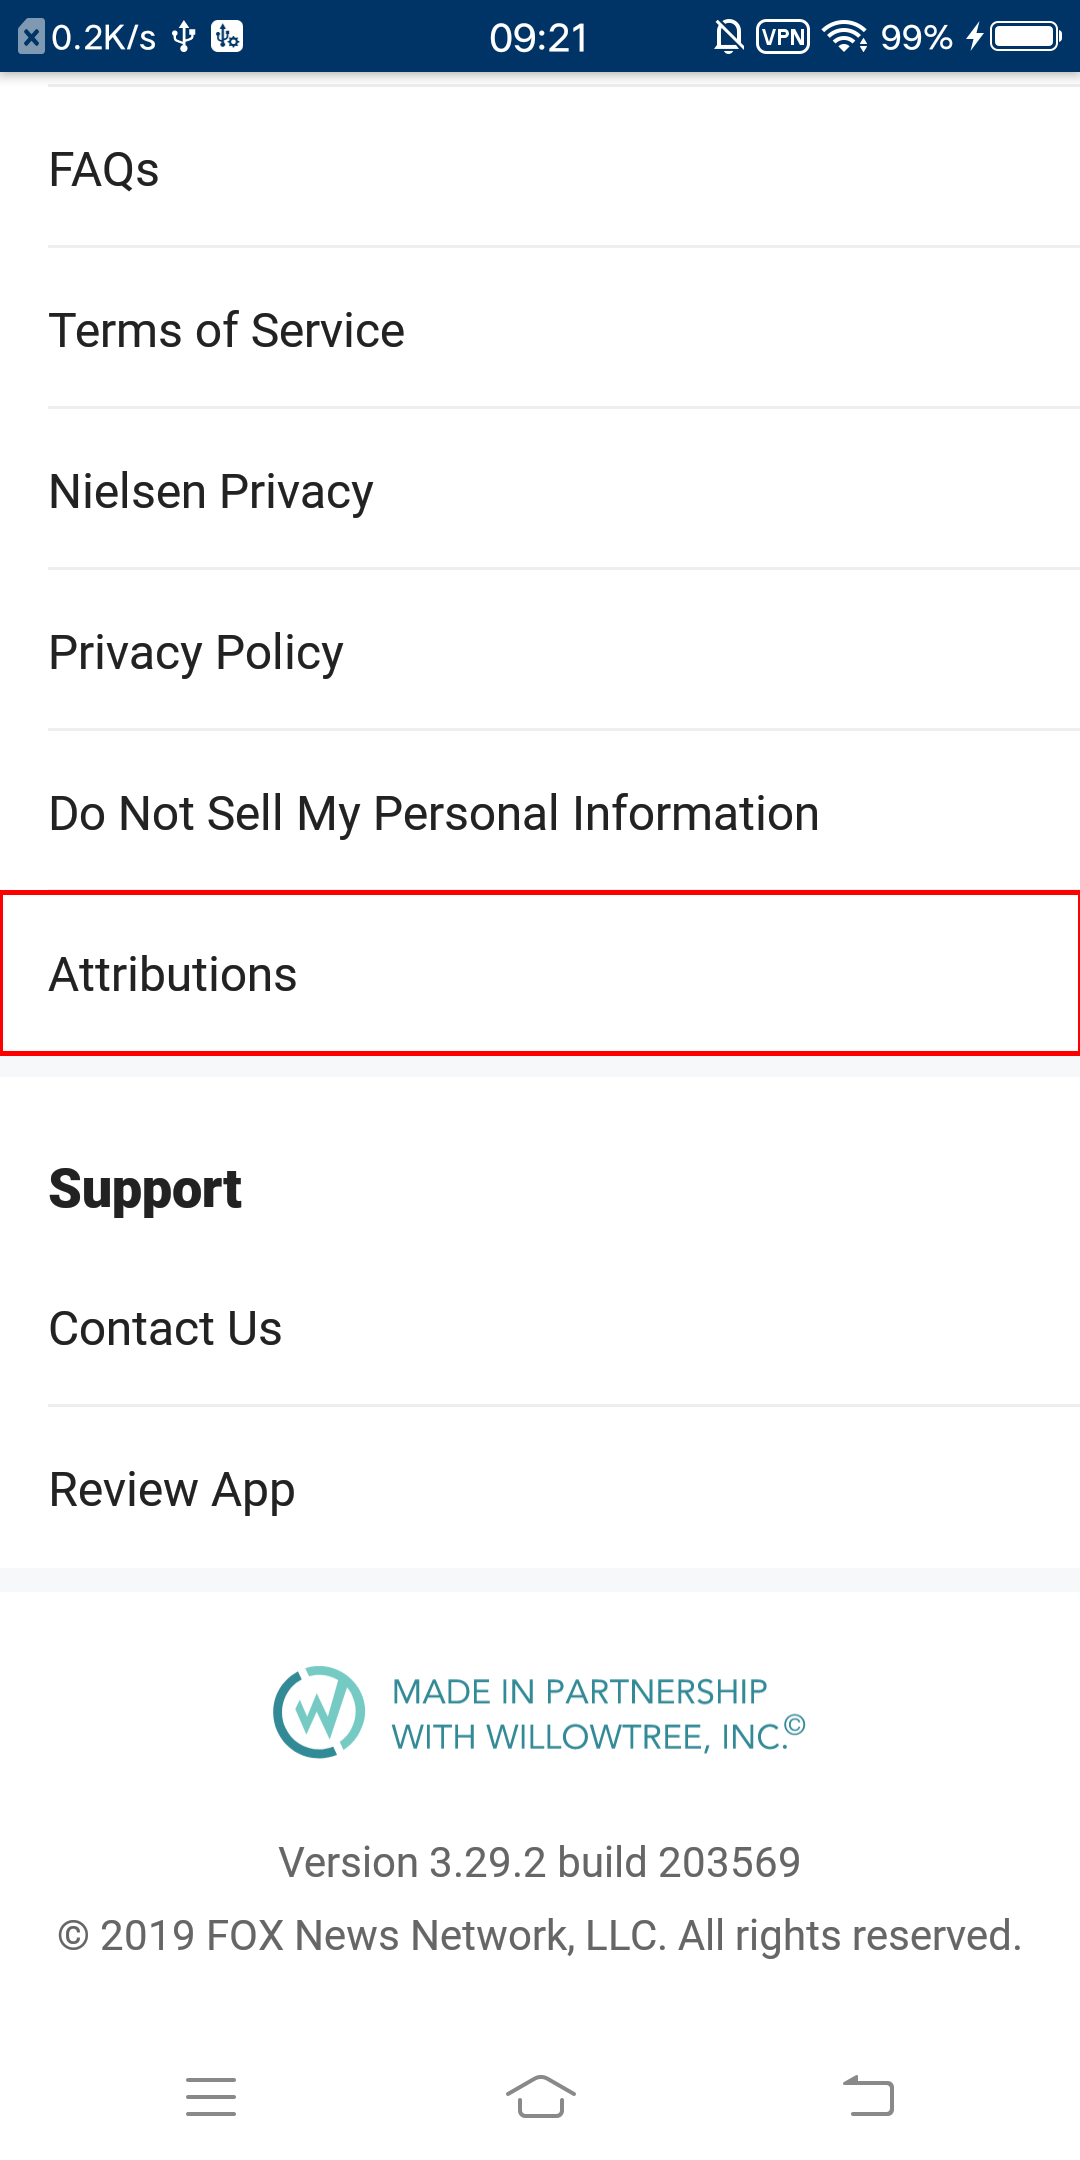 0.2K/s 09:21 VPN 99%
FAQs
Terms of Service
Nielsen Privacy
Privacy Policy
Do Not Sell My Personal Information
Attributions
Support
Contact Us
Review App
MADE IN PARTNERSHIP
WITH WILLOWTREE, INC.©
Version 3.29.2 build 203569
© 2019 FOX News Network, LLC. All rights reserved.